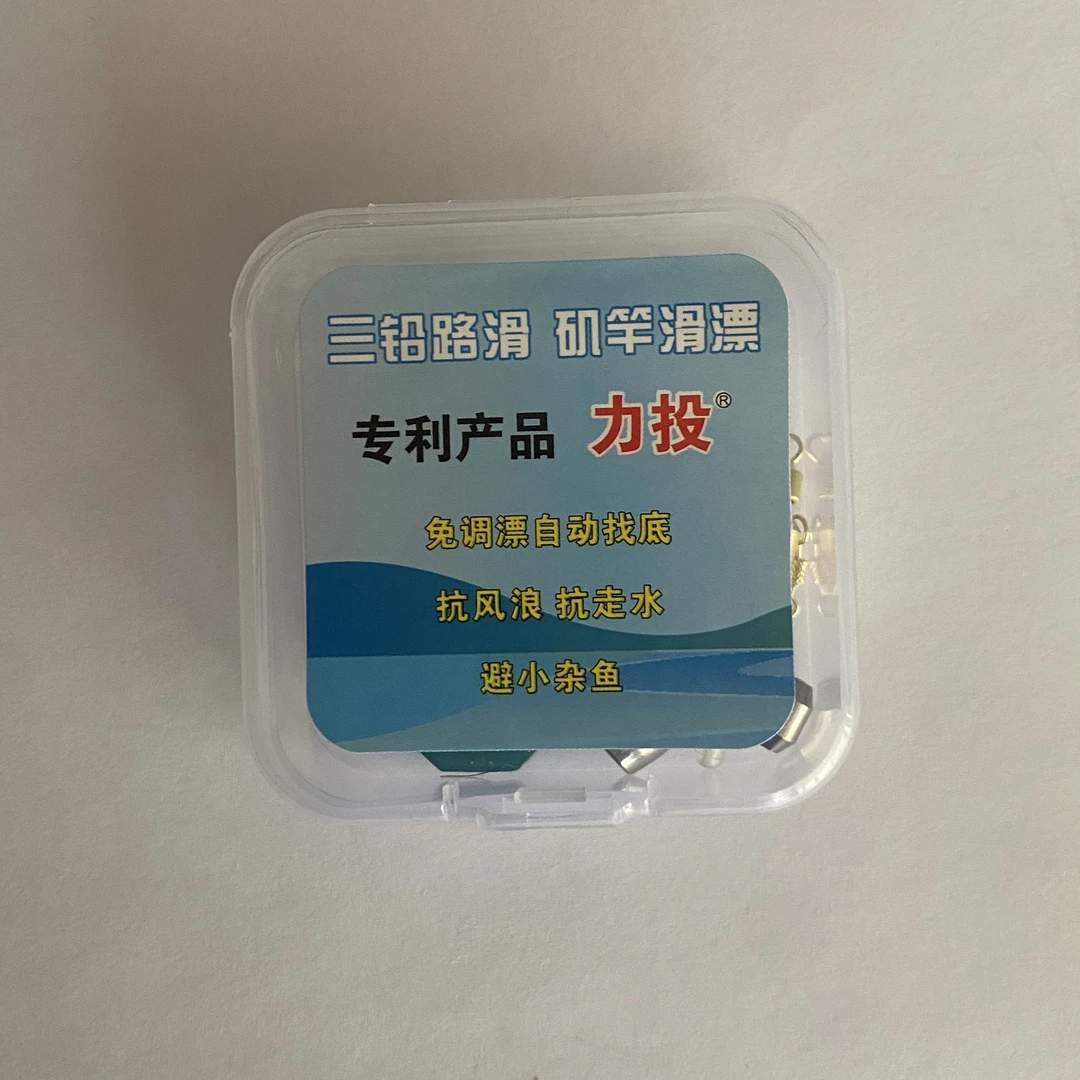 三铅路滑 矶竿滑漂
专利产品 力投®
免调漂自动找底
抗风浪 抗走水
避小杂鱼